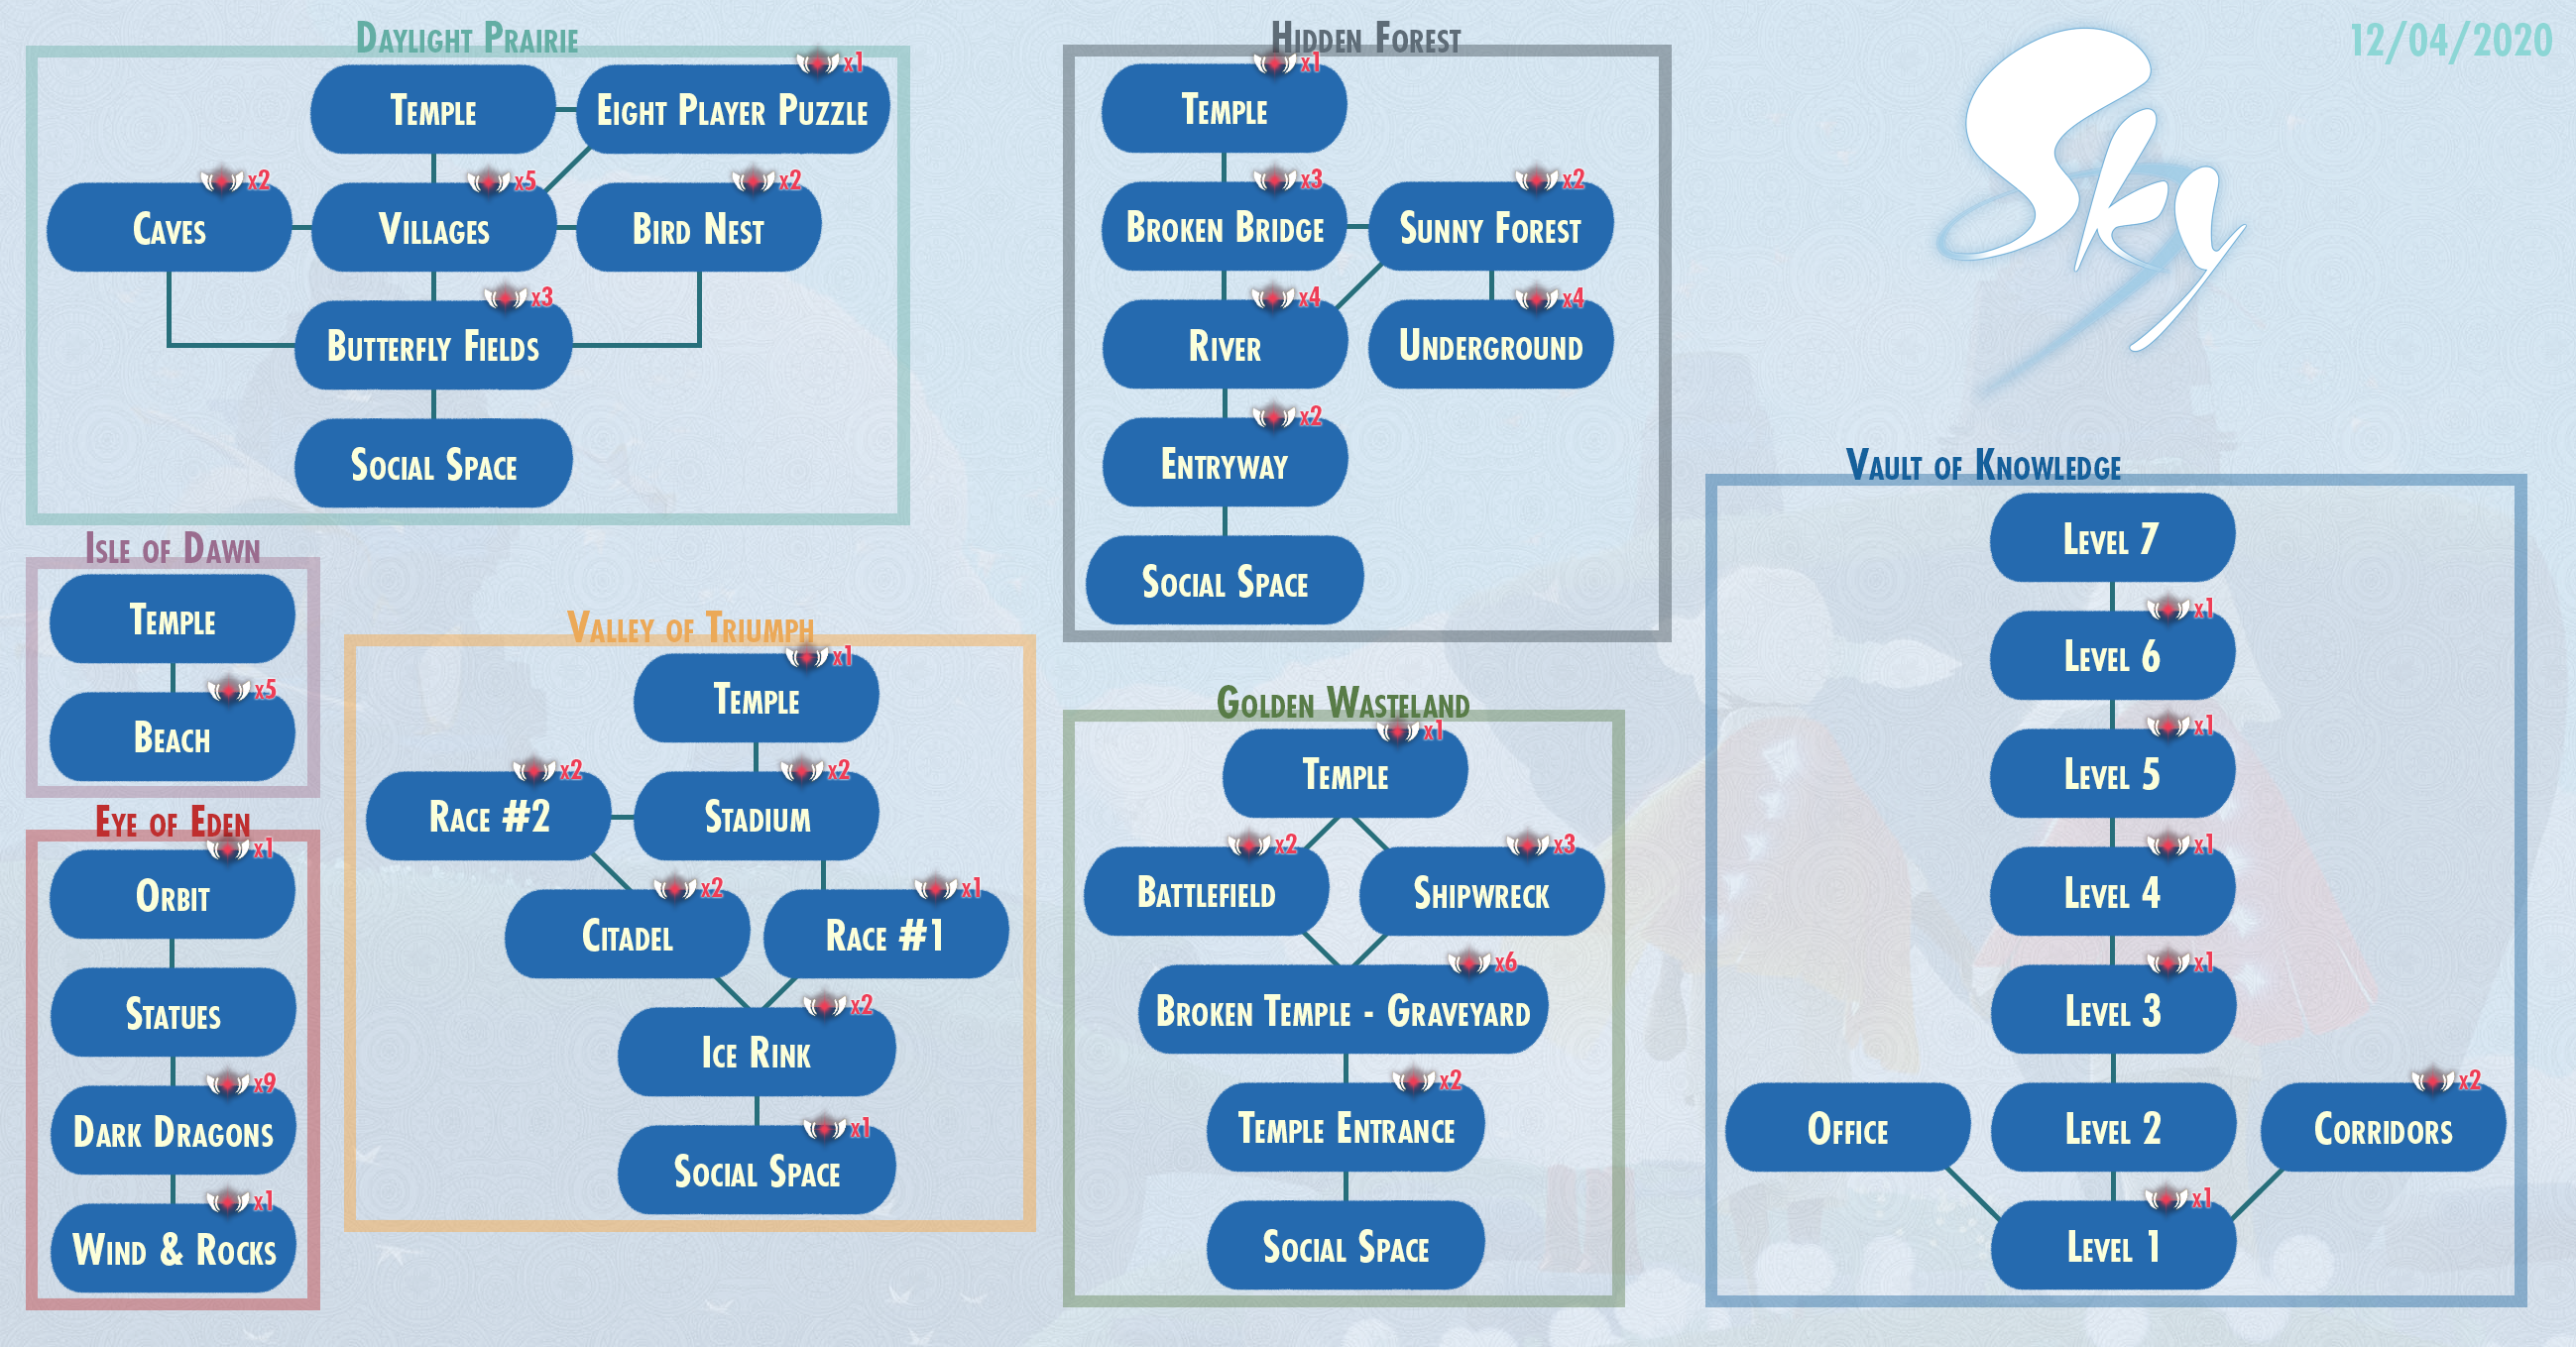 Daylight Prairie
x1
Temple
Eight Player Puzzle
x2
x5
x2
Caves
Villages
Bird Nest
x3
Butterfly Fields
Social Space
Hidden Forest
x1
Temple
x3
x2
Broken Bridge
Sunny Forest
x4
x4
River
Underground
x2
Entryway
Social Space
12/04/2020
Sky
Isle of Dawn
Temple
x5
Beach
Eye of Eden
x1
Orbit
Statues
x9
Dark Dragons
x1
Wind & Rocks
Valley of Triumph
x1
Temple
x2
x2
Race #2
Stadium
x2
x1
Citadel
Race #1
x2
Ice Rink
x1
Social Space
Golden Wasteland
x1
Temple
x2
x3
Battlefield
Shipwreck
x6
Broken Temple - Graveyard
x2
Temple Entrance
Social Space
Vault of Knowledge
Level 7
x1
Level 6
x1
Level 5
x1
Level 4
x1
Level 3
x2
Office
Level 2
Corridors
x1
Level 1